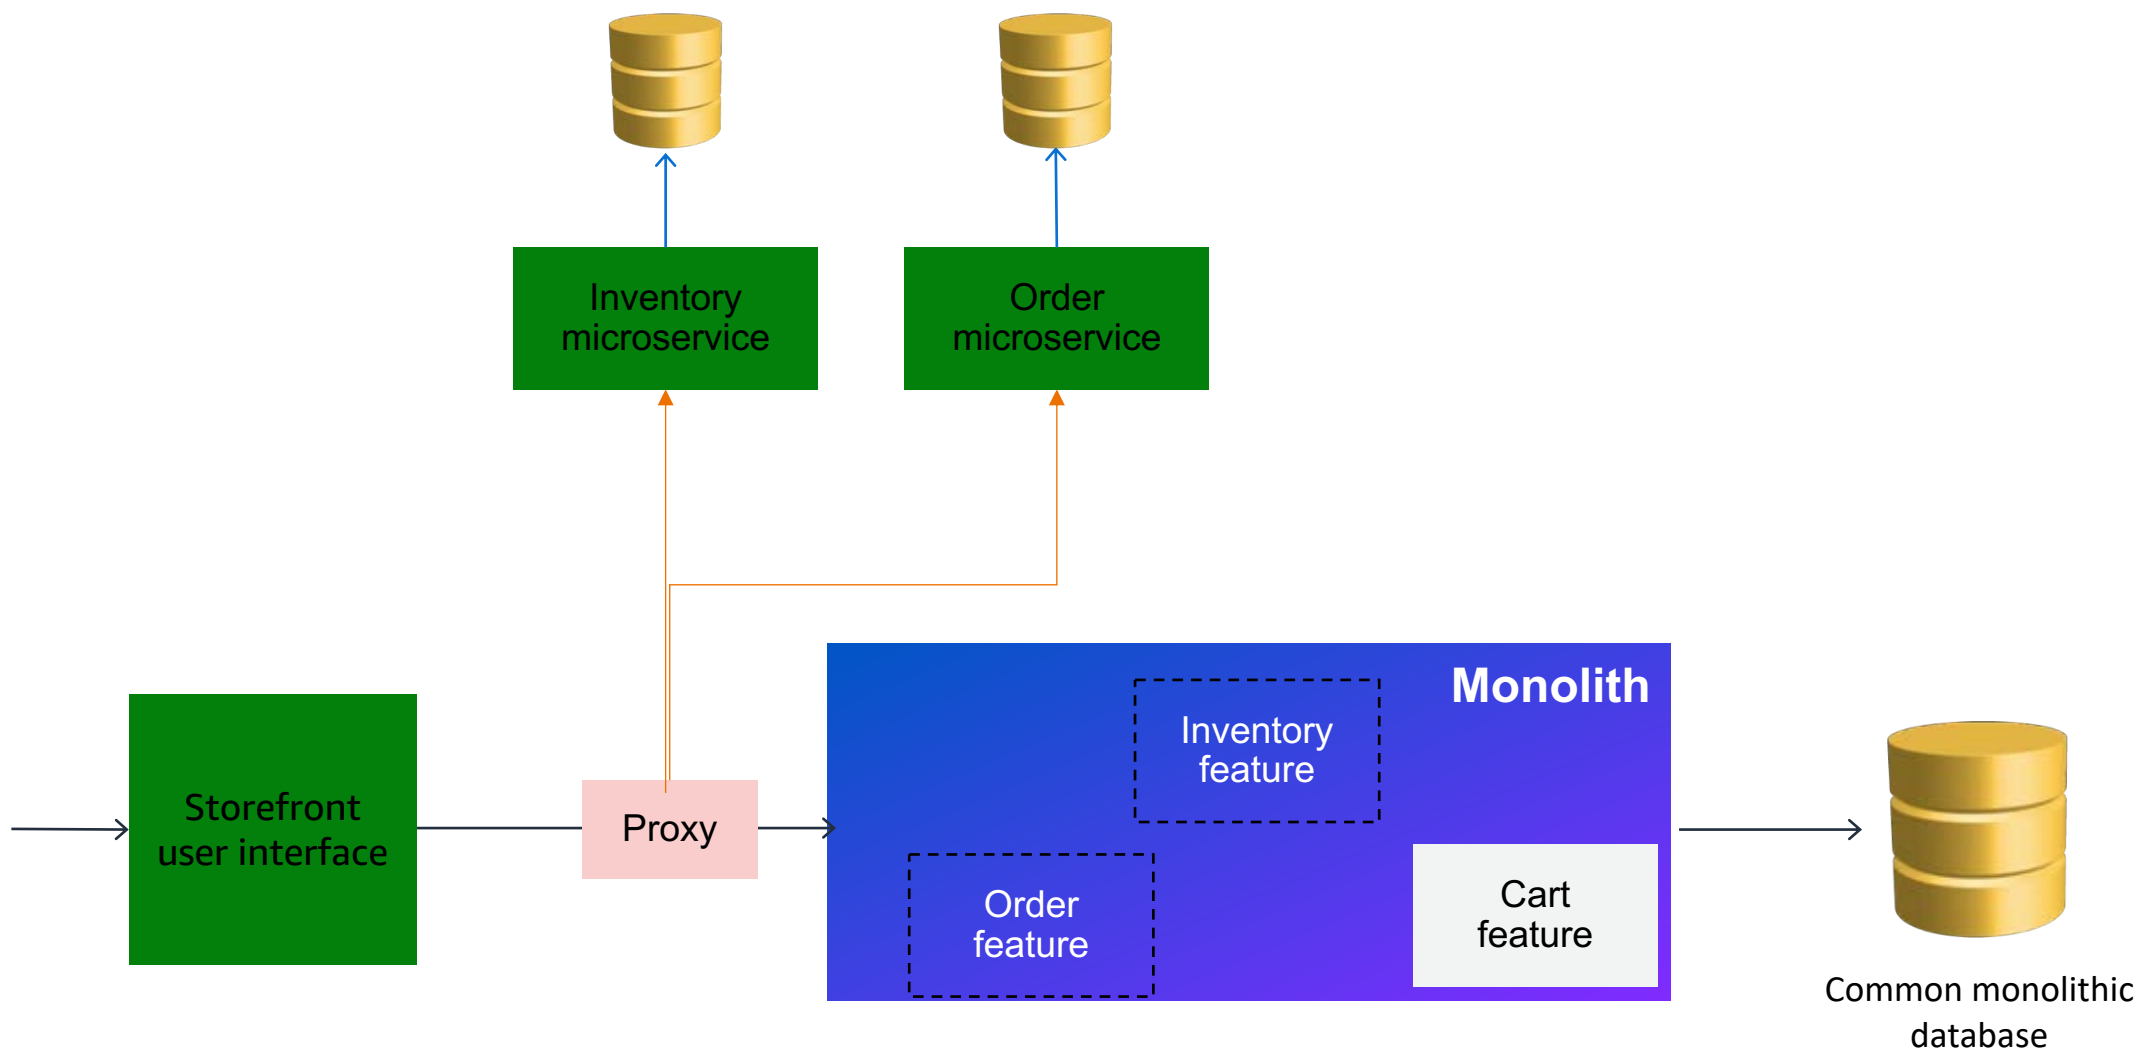 Inventory
microservice
Order
microservice
Monolith
Inventory
feature
Storefront
user interface
Proxy
Order
feature
Cart
feature
Common monolithic
database